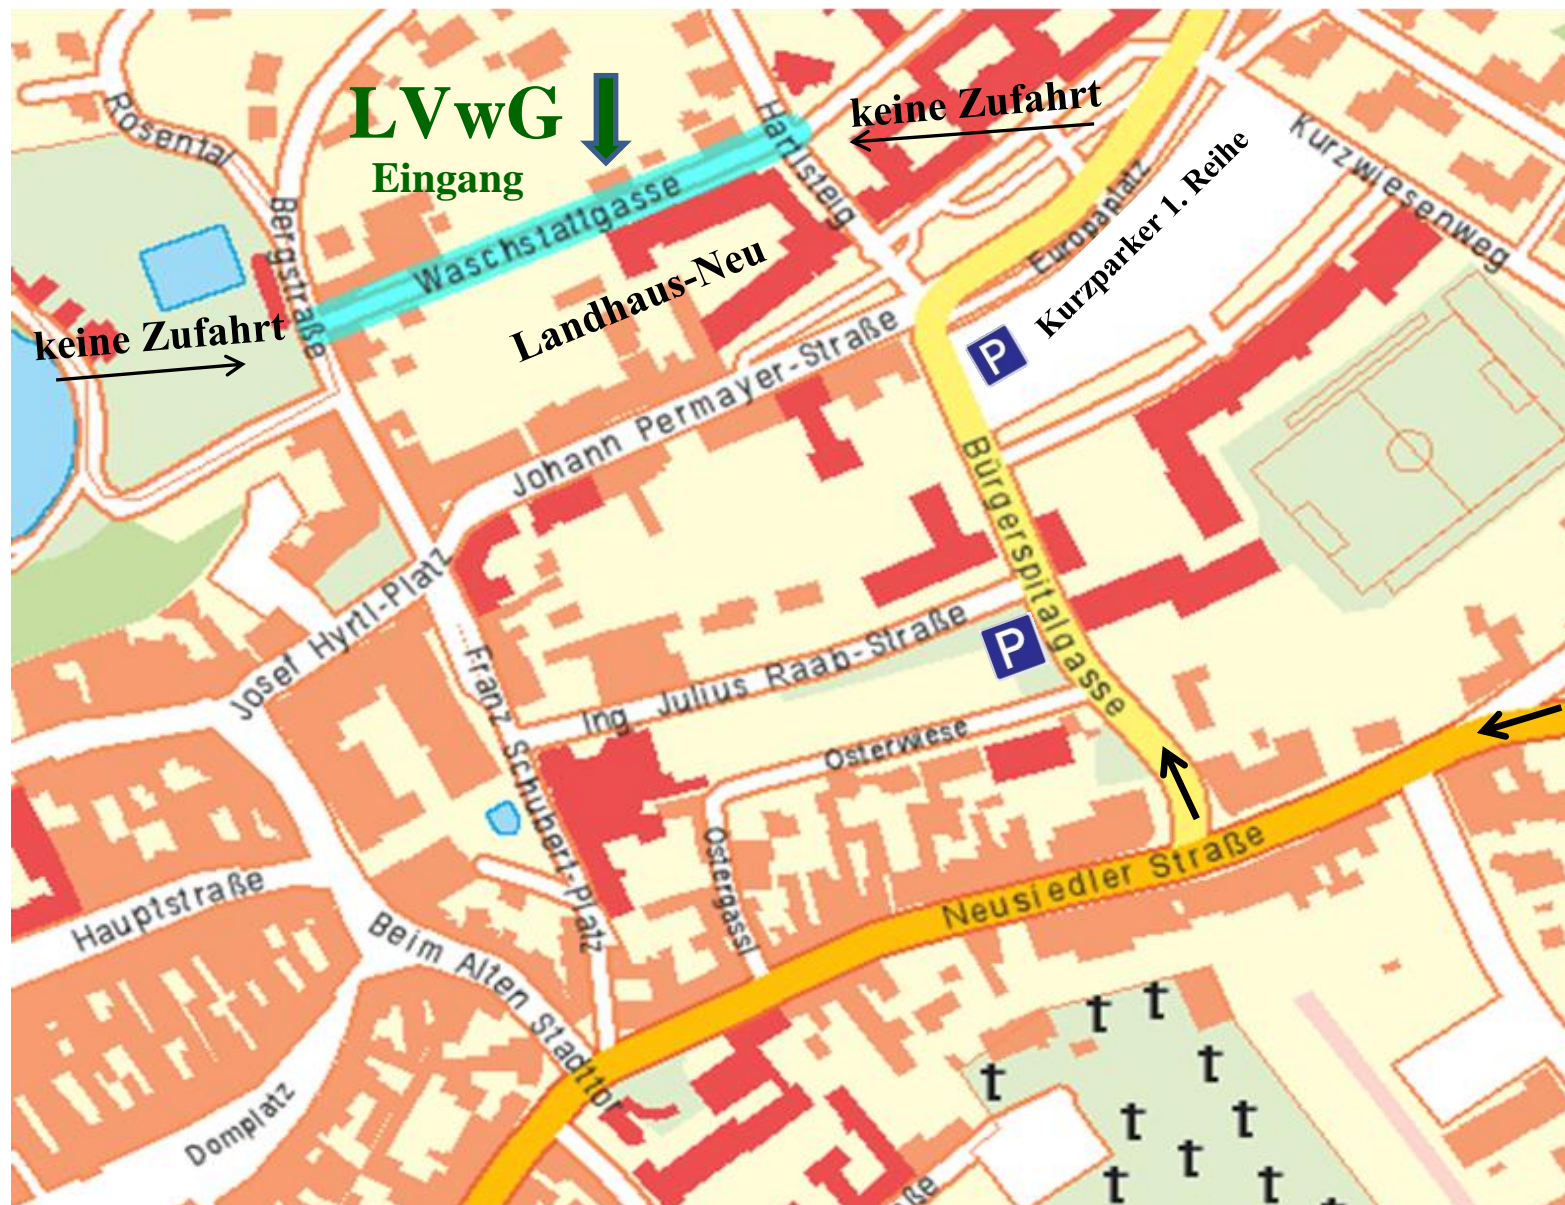 LVwG
Eingang
keine Zufahrt
Rosental
Hartlsteig
Kurzwiesenweg
Kurzparker 1. Reihe
Europaplatz
Waschstattgasse
Bergstraße
Landhaus-Neu
keine Zufahrt
P
Johann Permayer-Straße
Bürgerspitalgasse
Josef Hyrtl-Platz
P
Ing Julius Raab-Straße
Franz Schubert-Platz
Osterwiese
Ostergassl
Neusiedler Straße
Hauptstraße
Beim Alten Stadttor
Domplatz
ße